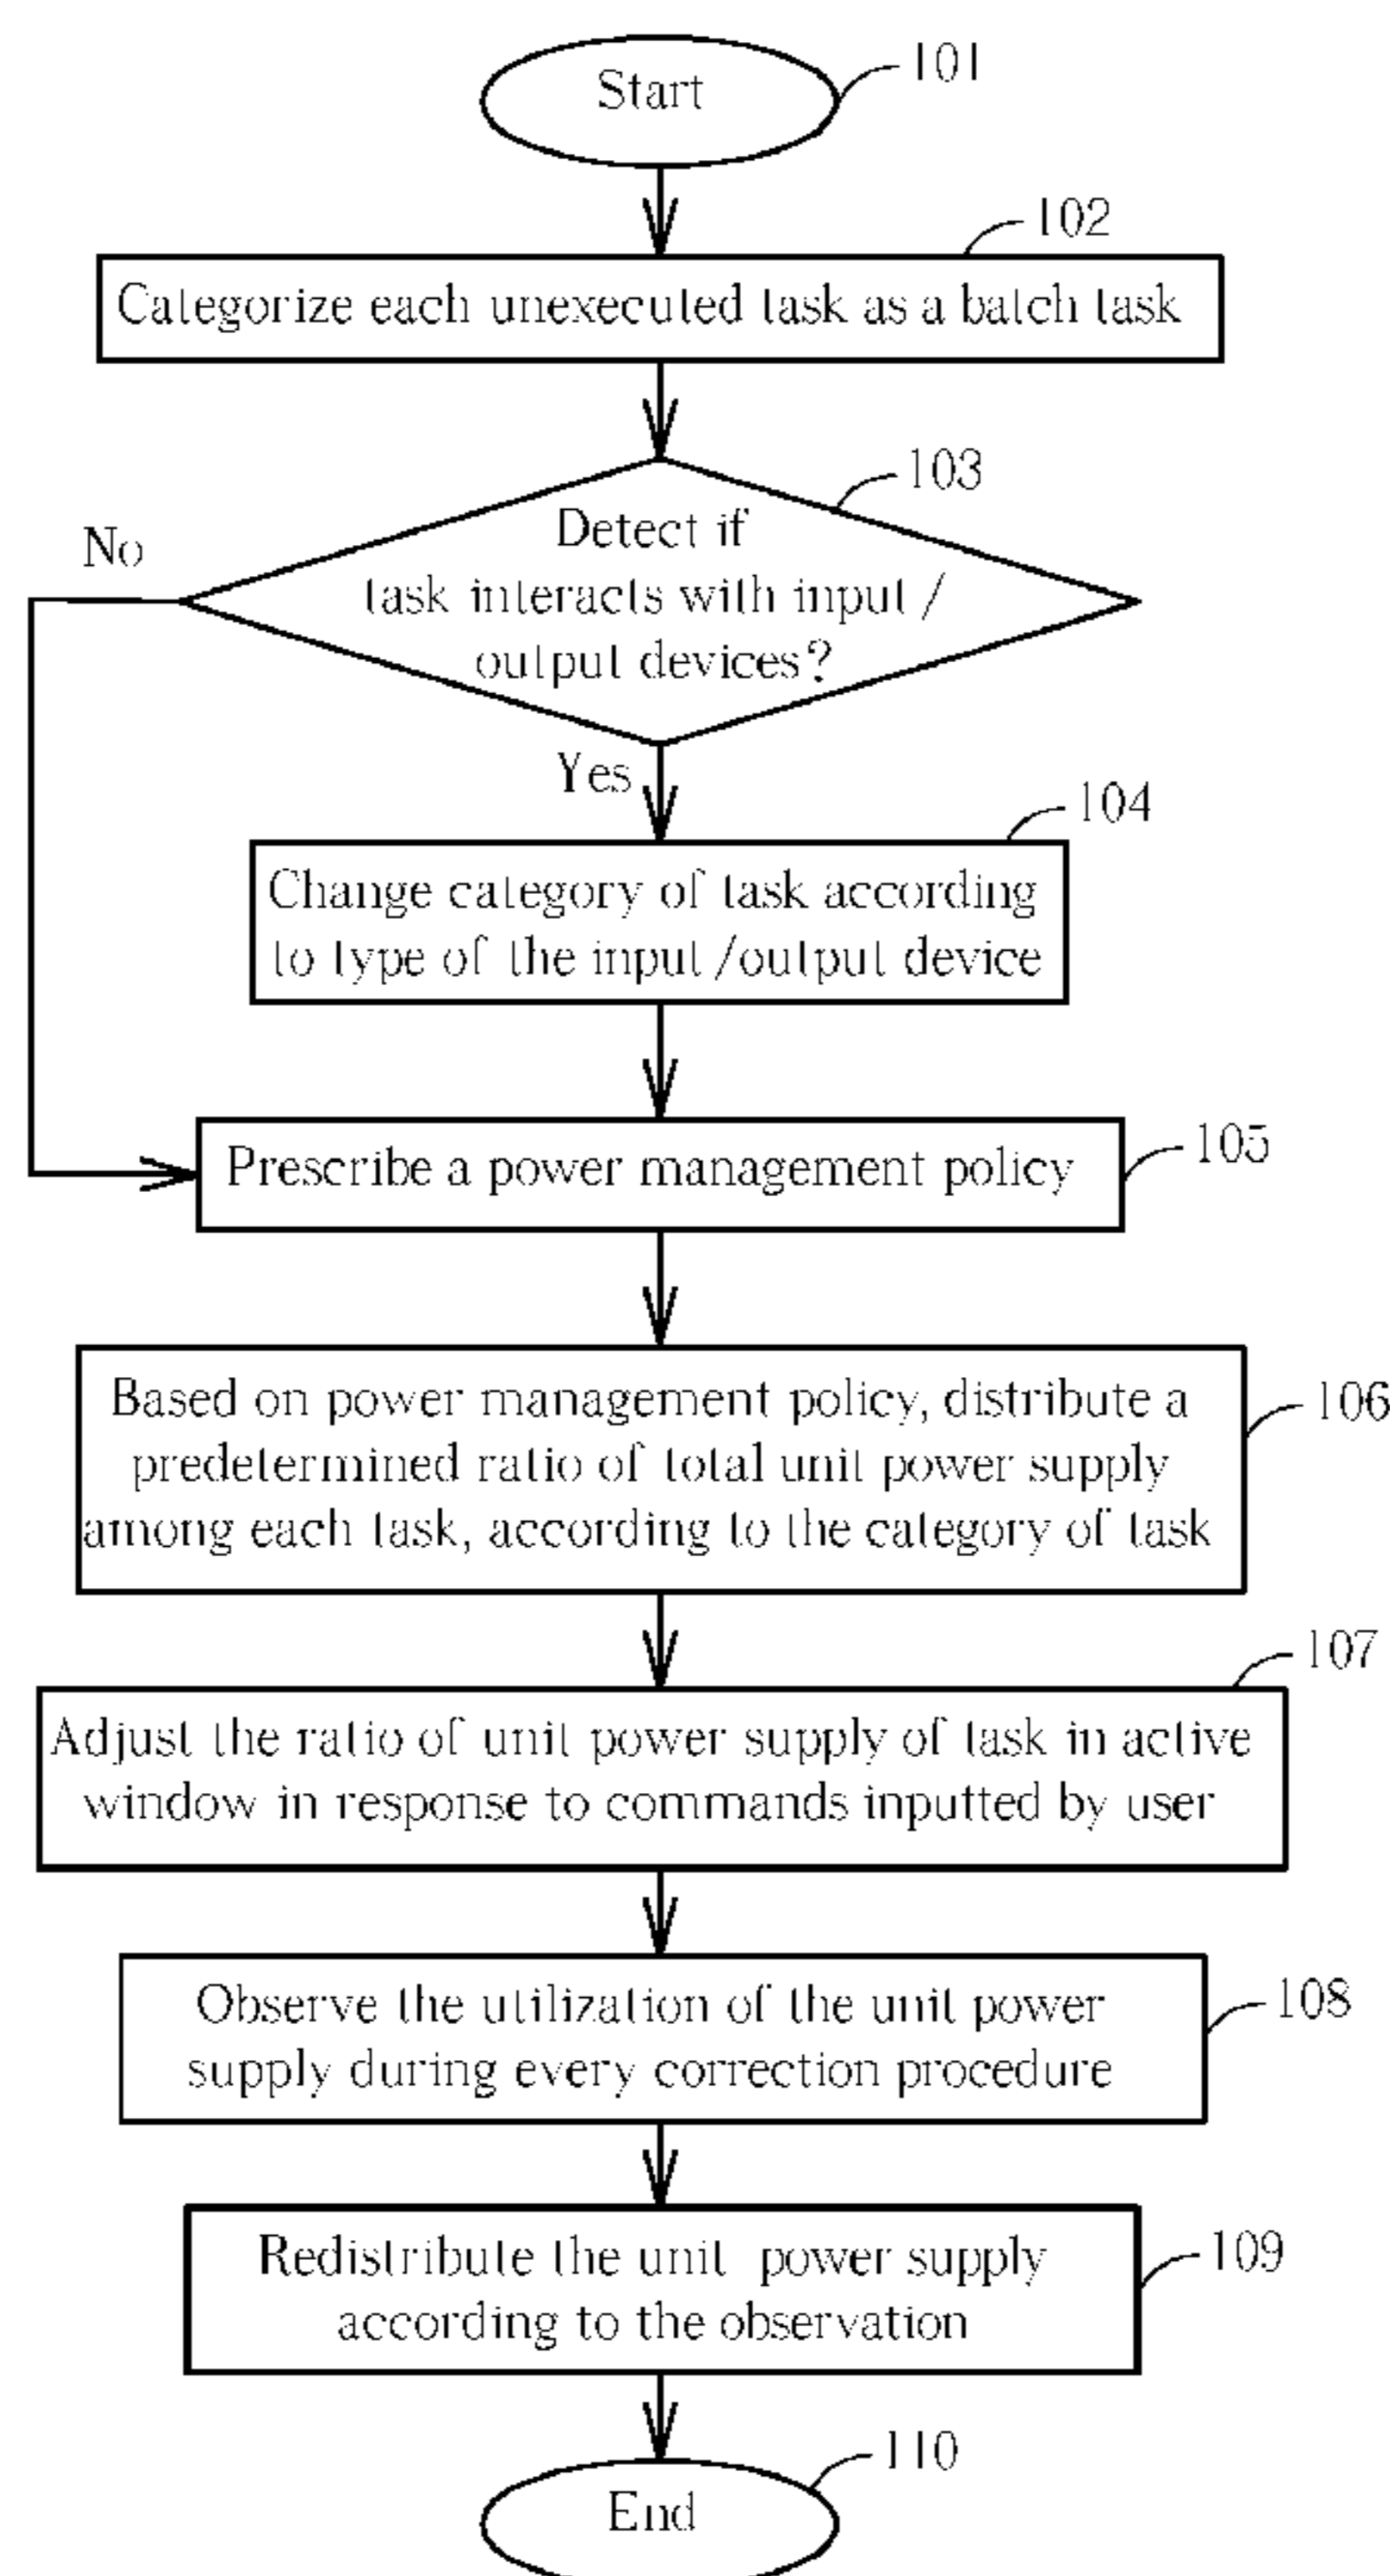 Start
101
102
Categorize each unexecuted task as a batch task
103
Detect if
task interacts with input /
output devices?
No
Yes
104
Change category of task according
to type of the input /output device
105
Prescribe a power management policy
106
Based on power management policy, distribute a
predetermined ratio of total unit power supply
among each task, according to the category of task
107
Adjust the ratio of unit power supply of task in active
window in response to commands inputted by user
108
Observe the utilization of the unit power
supply during every correction procedure
109
Redistribute the unit power supply
according to the observation
110
End